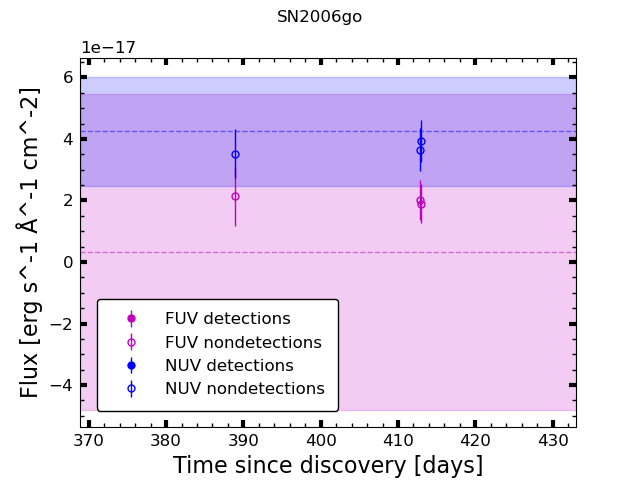 SN2006go
1e−17
6
4
2
0
−2
−4
Flux [erg s^-1 Å^-1 cm^-2]
FUV detections
FUV nondetections
NUV detections
NUV nondetections
370 380 390 400 410 420 430
Time since discovery [days]